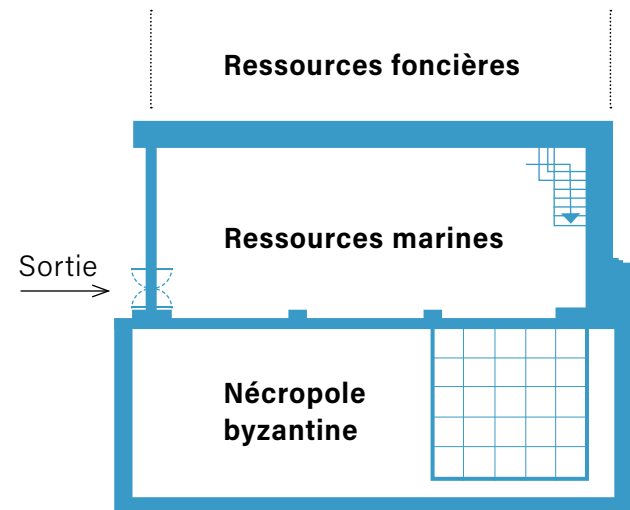 Ressources foncières
Ressources marines
Sortie
Nécropole
byzantine